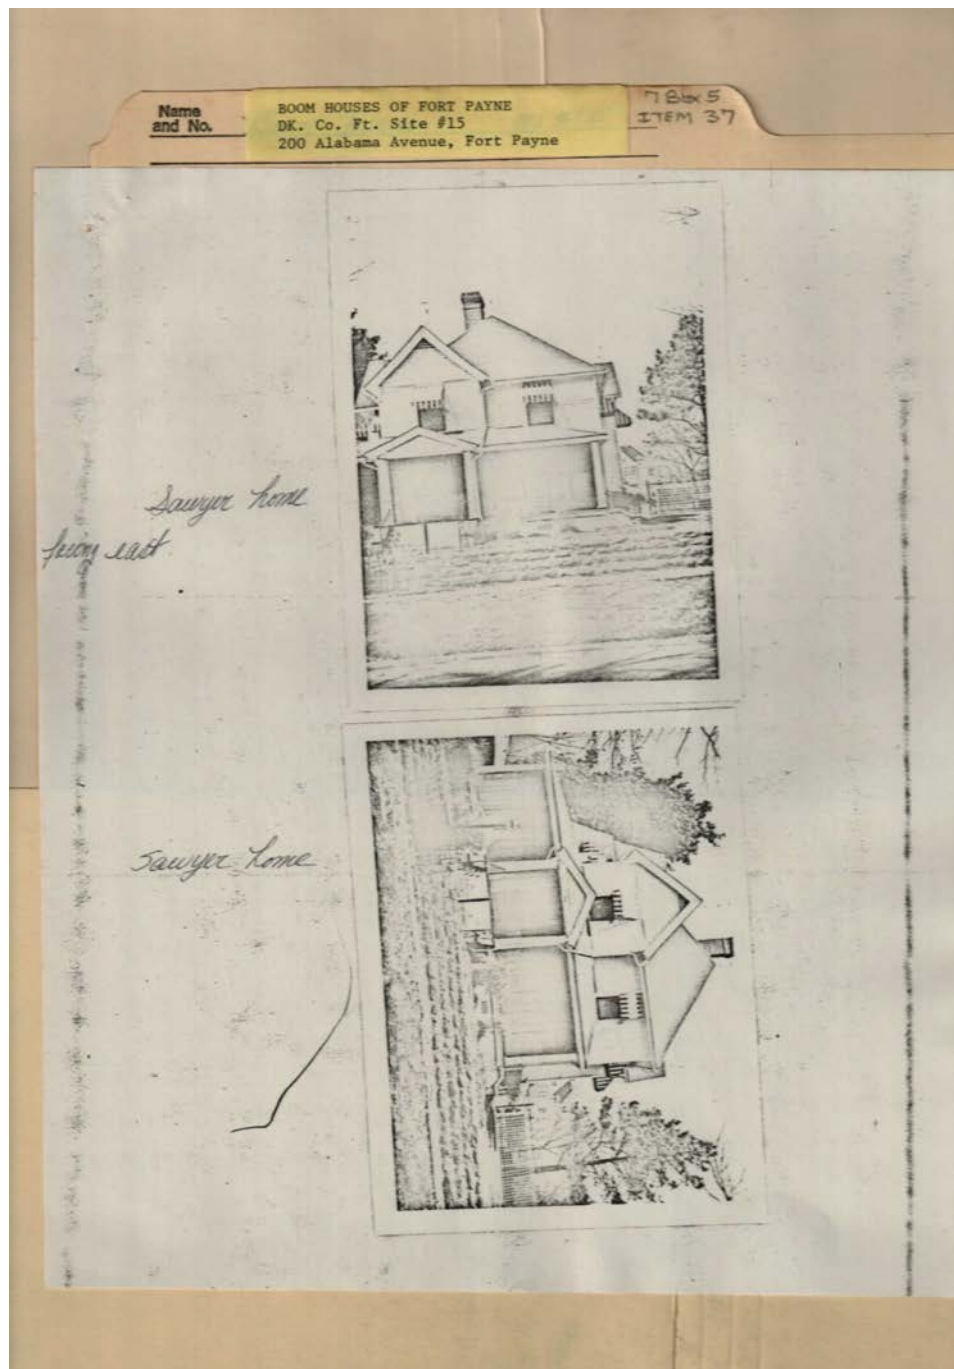 Name
and No.
BOOM HOUSES OF FORT PAYNE
DK. Co. Ft. Site #15
200 Alabama Avenue, Fort Payne
7 Box 5
ITEM 37
Sawyer home
facing east
Sawyer home